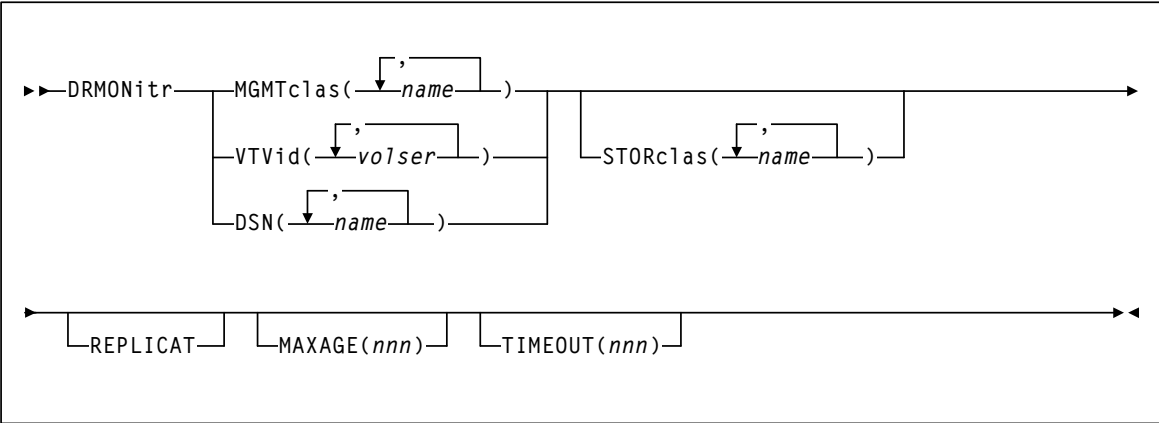 ,
DRMONitr MGMTclas( name )
, ,
VTVid( volser ) STORclas( name )
,
DSN( name )
REPLICAT MAXAGE(nnn) TIMEOUT(nnn)